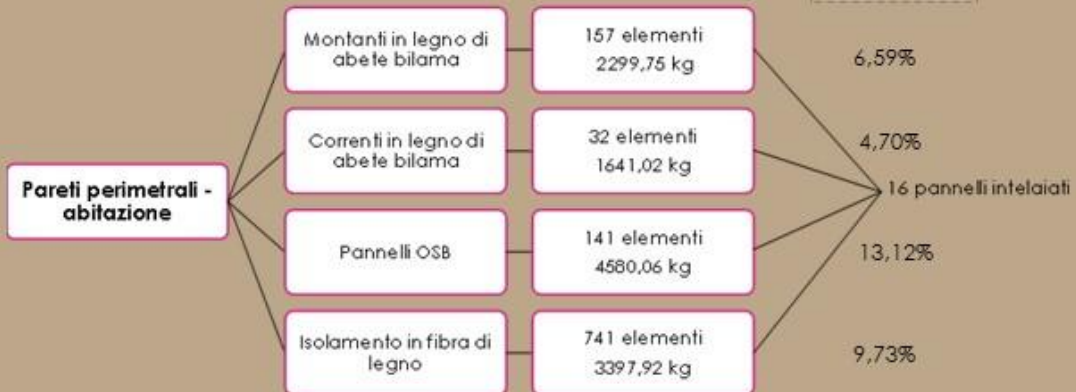 Pareti perimetrali -
abitazione
Montanti in legno di
abete bilama
157 elementi
2299,75 kg
6,59%
Correnti in legno di
abete bilama
32 elementi
1641,02 kg
4,70%
16 pannelli intelaiati
Pannelli OSB
141 elementi
4580,06 kg
13,12%
Isolamento in fibra di
legno
741 elementi
3397,92 kg
9,73%